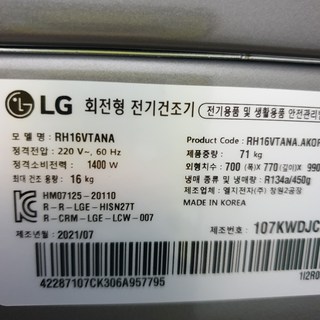 LG 회전형 전기건조기 (전기용품 및 생활용품 안전관리
모 델 명 : RH16VTANA
정격전압 : 220 V~, 60 Hz
정격소비전력 : 1400 W
최대 건조 용량 : 16 kg
HM07125-20110
R-R-LGE-HISN27T
R-CRM-LGE-LCW-007
제조년월 : 2021/07
42287107CK306A957795
Product Code : RH16VTANA.AKOR
제품중량 : 71 kg
외형치수 : 700 (폭)X 770(깊이)X 990
냉매 종류 / 냉매량 : R134a/450g
제조업체 : 엘지전자(주) 창원2공장
MADE IN KOREA
제조번호 : 107KWDJC